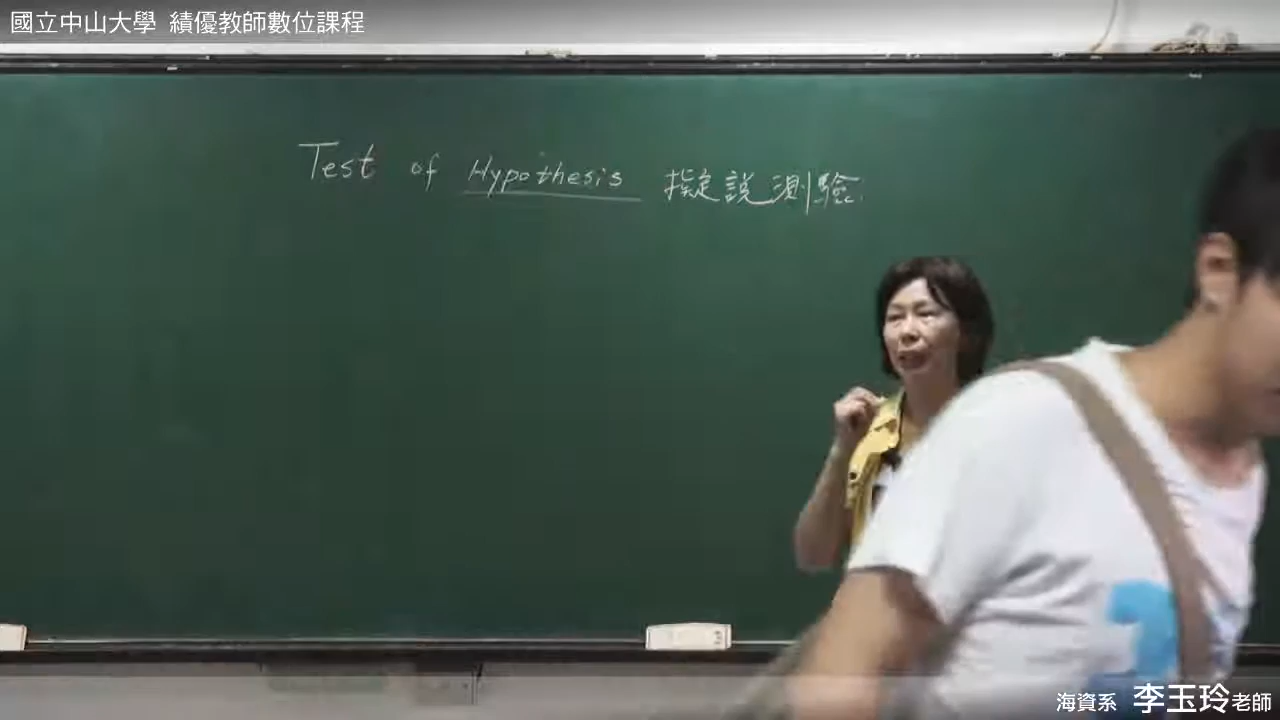 國立中山大學 績優教師數位課程
Test of Hypothesis 擬說測驗
海資系 李玉玲老師